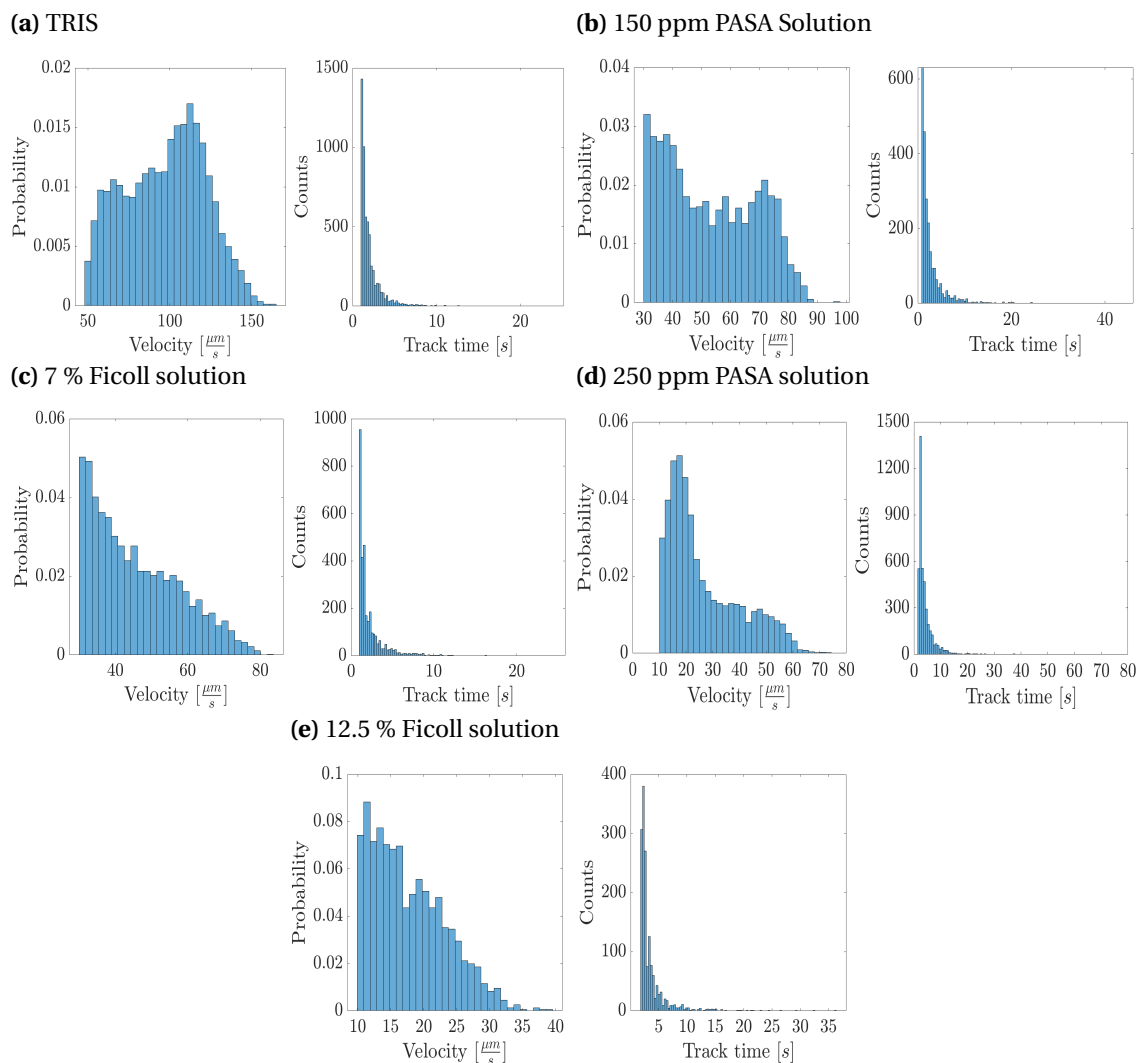 (a) TRIS
0.02
0.015
0.01
0.005
0
Probability
50 100 150
Velocity [μm/s]
1500
1000
500
0
Counts
0 10 20
Track time [s]
(b) 150 ppm PASA Solution
0.04
0.03
0.02
0.01
0
Probability
30 40 50 60 70 80 90 100
Velocity [μm/s]
600
400
200
0
Counts
0 20 40
Track time [s]
(c) 7 % Ficoll solution
0.06
0.04
0.02
0
Probability
40 60 80
Velocity [μm/s]
1000
800
600
400
200
0
Counts
0 10 20
Track time [s]
(d) 250 ppm PASA solution
0.06
0.04
0.02
0
Probability
0 10 20 30 40 50 60 70 80
Velocity [μm/s]
1500
1200
900
600
300
0
Counts
0 10 20 30 40 50 60 70 80
Track time [s]
(e) 12.5 % Ficoll solution
0.1
0.08
0.06
0.04
0.02
0
Probability
10 15 20 25 30 35 40
Velocity [μm/s]
400
300
200
100
0
Counts
5 10 15 20 25 30 35
Track time [s]